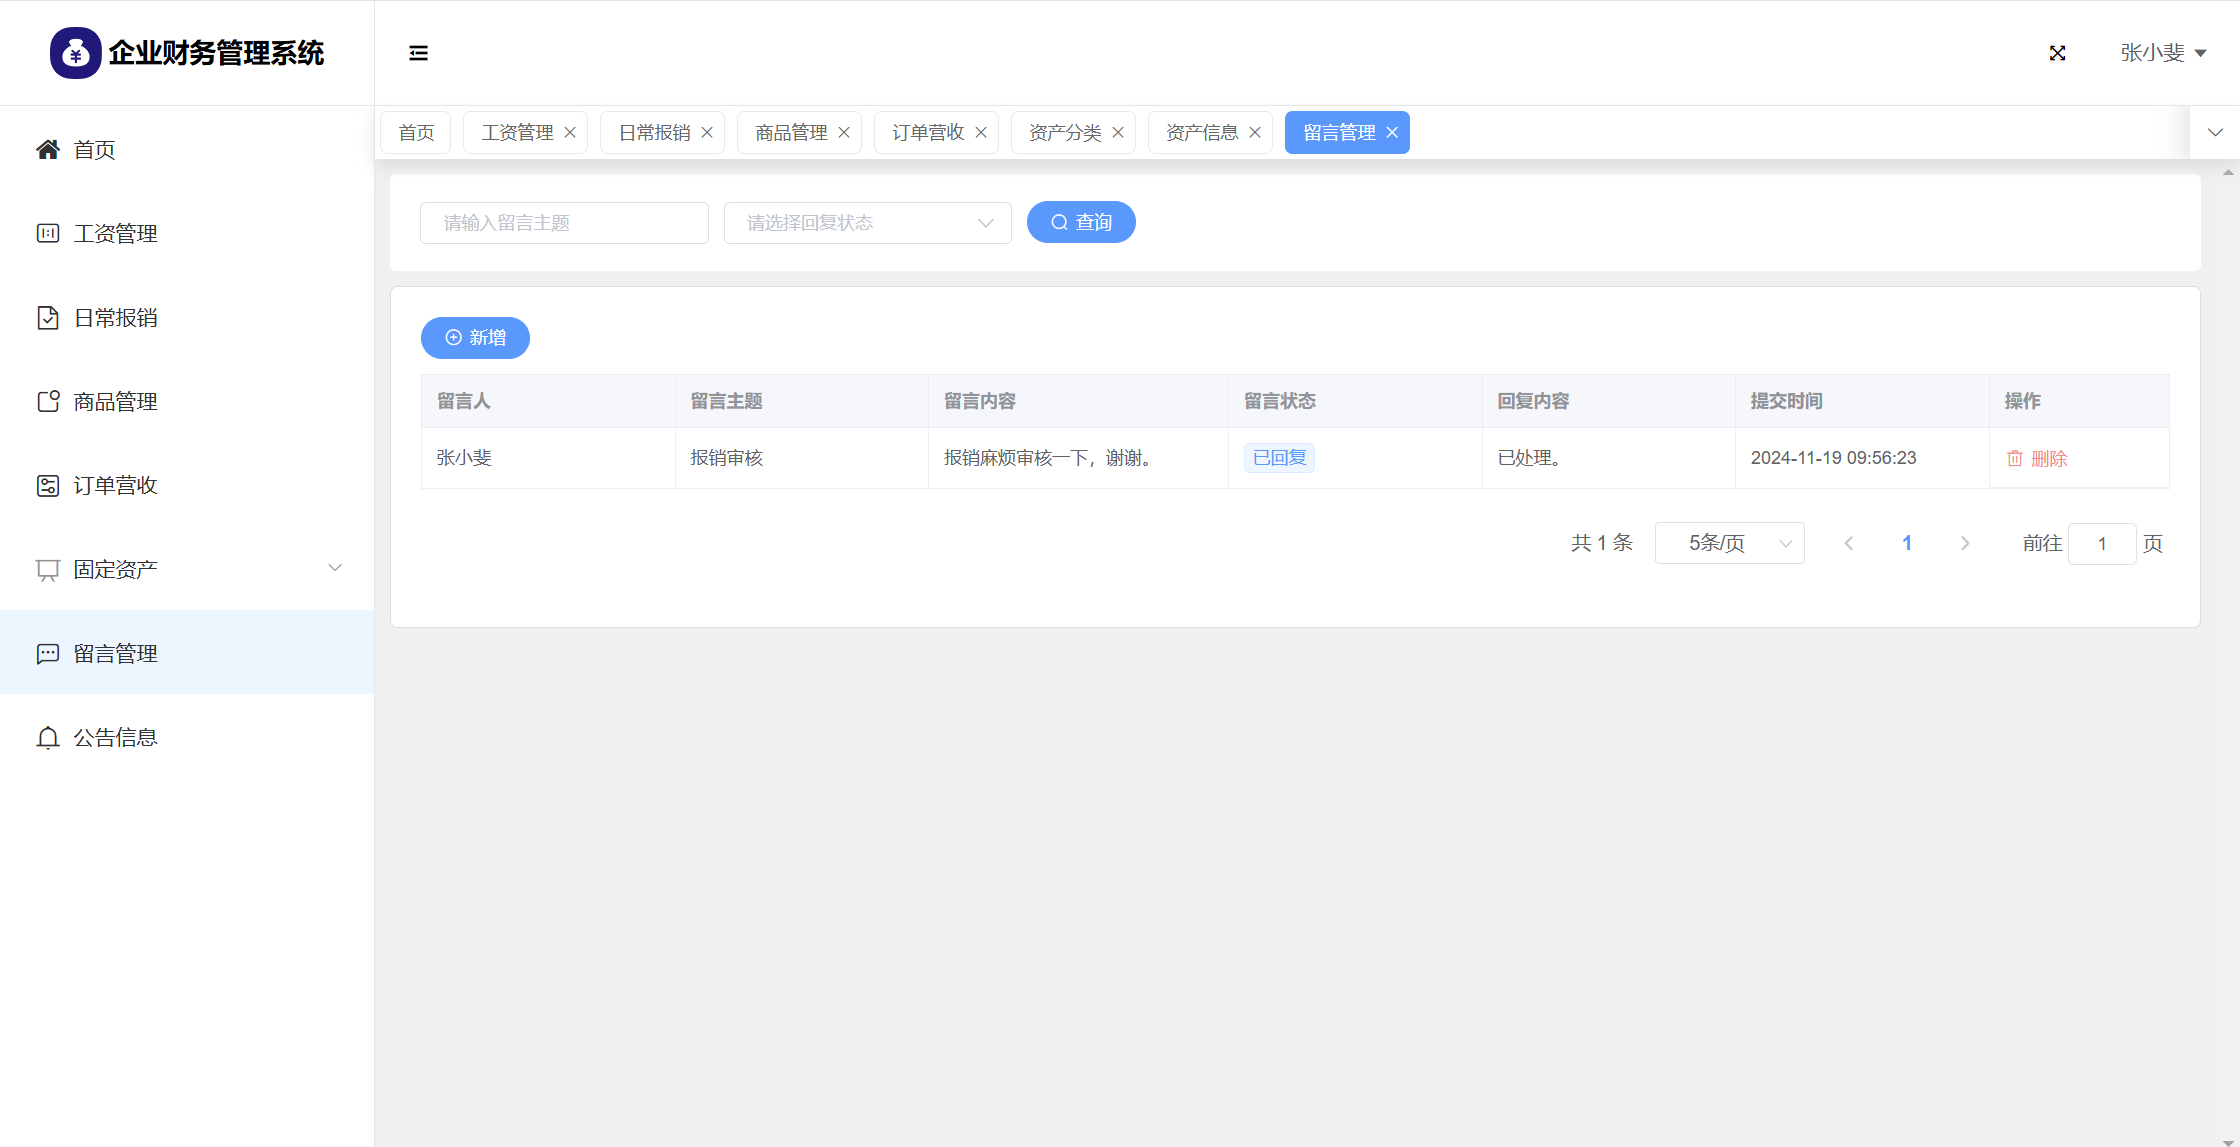 企业财务管理系统
张小斐
首页
工资管理
日常报销
商品管理
订单营收
固定资产
留言管理
公告信息
首页 工资管理 日常报销 商品管理 订单营收 资产分类 资产信息 留言管理
请输入留言主题 请选择回复状态 查询
新增
留言人 留言主题 留言内容 留言状态 回复内容 提交时间 操作
张小斐 报销审核 报销麻烦审核一下，谢谢。 已回复 已处理。 2024-11-19 09:56:23 删除
共 1 条 5条/页 1 前往 1 页